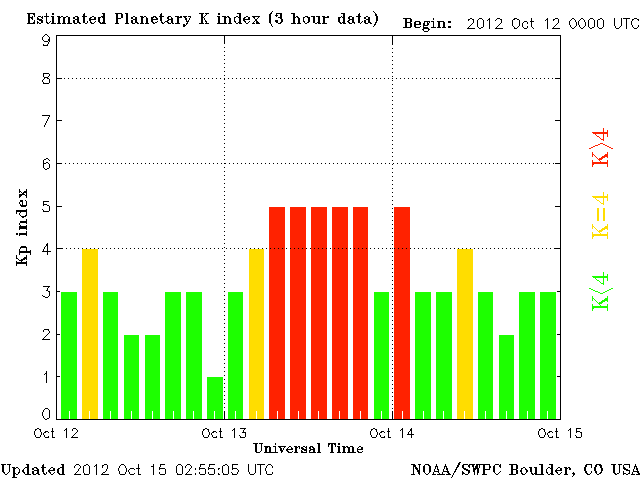 Estimated Planetary K index (3 hour data) Begin: 2012 Oct 12 0000 UTC
9
8
7
6
5
4
3
2
1
0
Kp index
Oct 12 Oct 13 Oct 14 Oct 15
Universal Time
K>4
K=4
K<4
Updated 2012 Oct 15 02:55:05 UTC NOAA/SWPC Boulder, CO USA